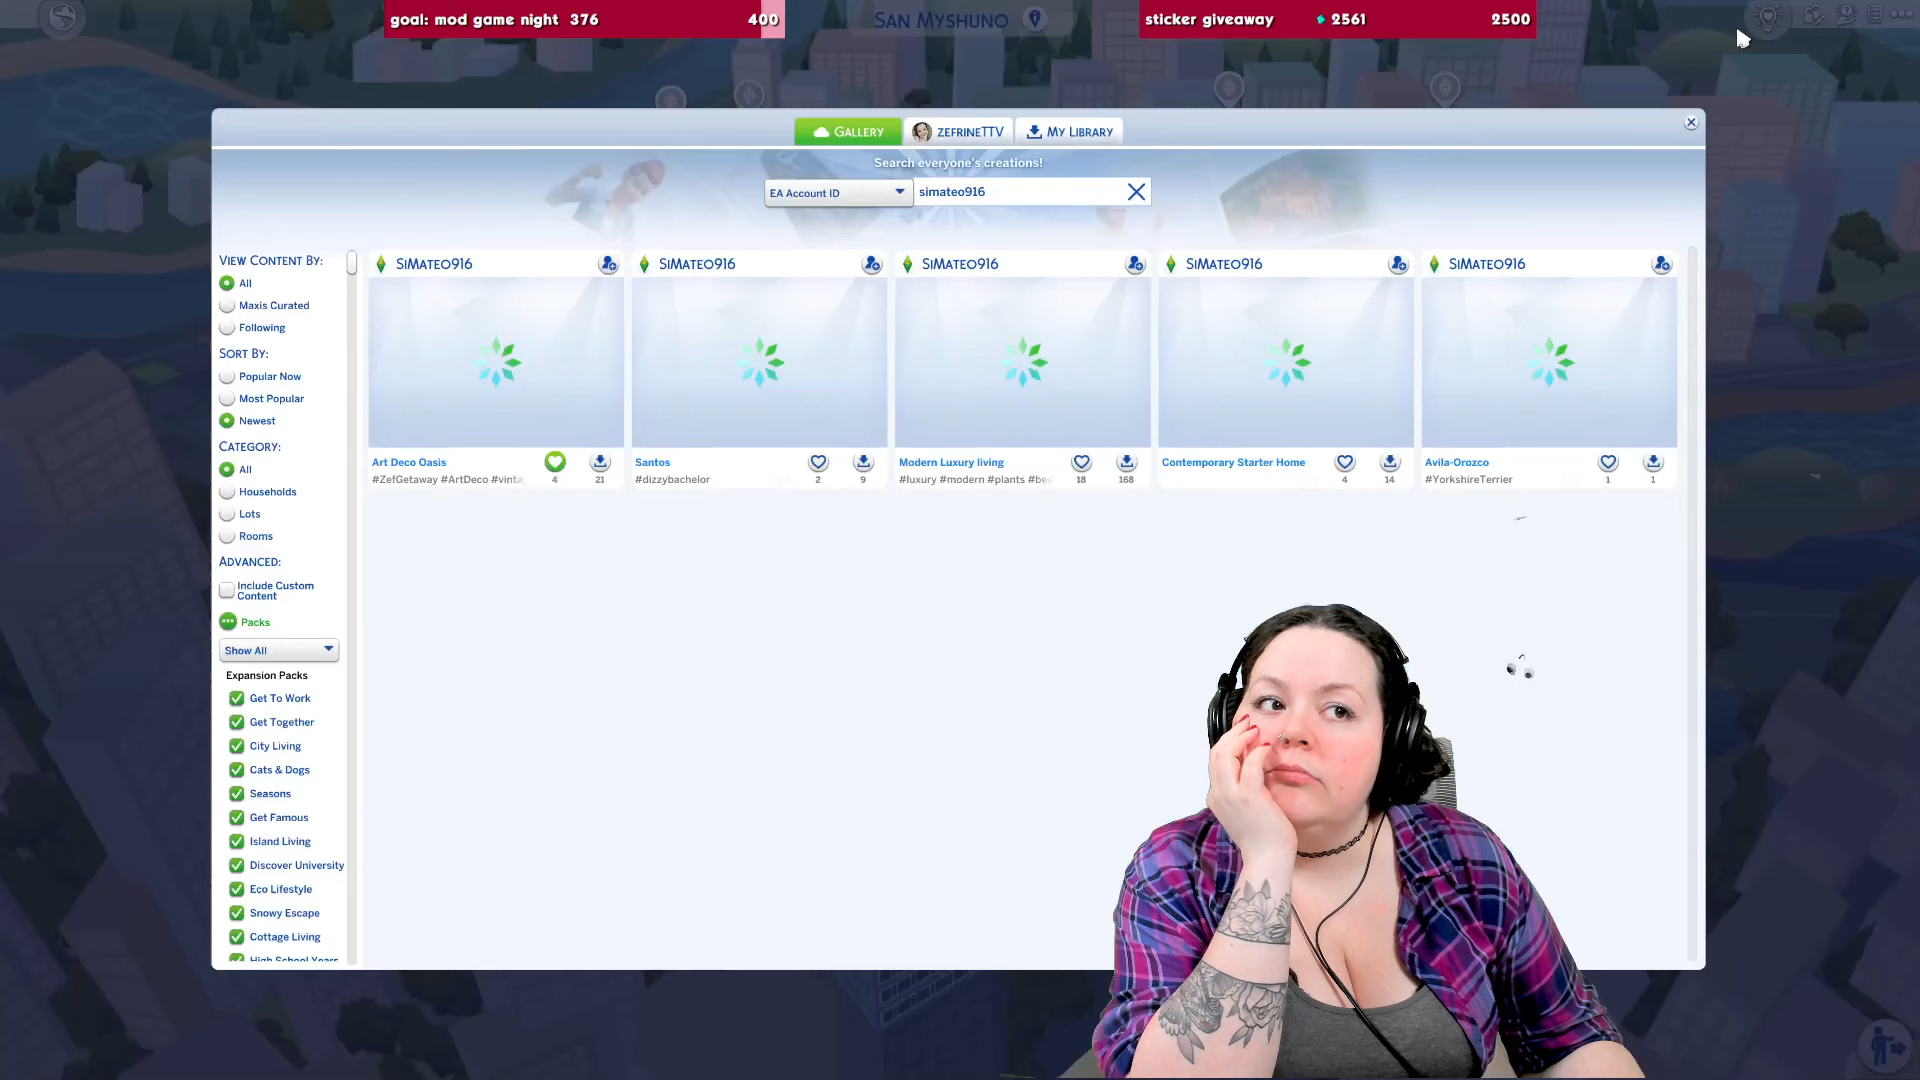 goal: mod game night 376 400
San Myshuno
sticker giveaway 2561 2500
Gallery
zefrineTTV
My Library
Search everyone's creations!
EA Account ID
simateo916
View Content By:
All
Maxis Curated
Following
Sort By:
Popular Now
Most Popular
Newest
Category:
All
Households
Lots
Rooms
Advanced:
Include Custom
Content
Packs
Show All
Expansion Packs
Get To Work
Get Together
City Living
Cats & Dogs
Seasons
Get Famous
Island Living
Discover University
Eco Lifestyle
Snowy Escape
Cottage Living
High School Years
SiMateo916
Art Deco Oasis
#ZefGetaway #ArtDeco #vinta
4 21
SiMateo916
Santos
#dizzybachelor
2 9
SiMateo916
Modern Luxury living
#luxury #modern #plants #be
18 168
SiMateo916
Contemporary Starter Home
4 14
SiMateo916
Avila-Orozco
#YorkshireTerrier
1 1